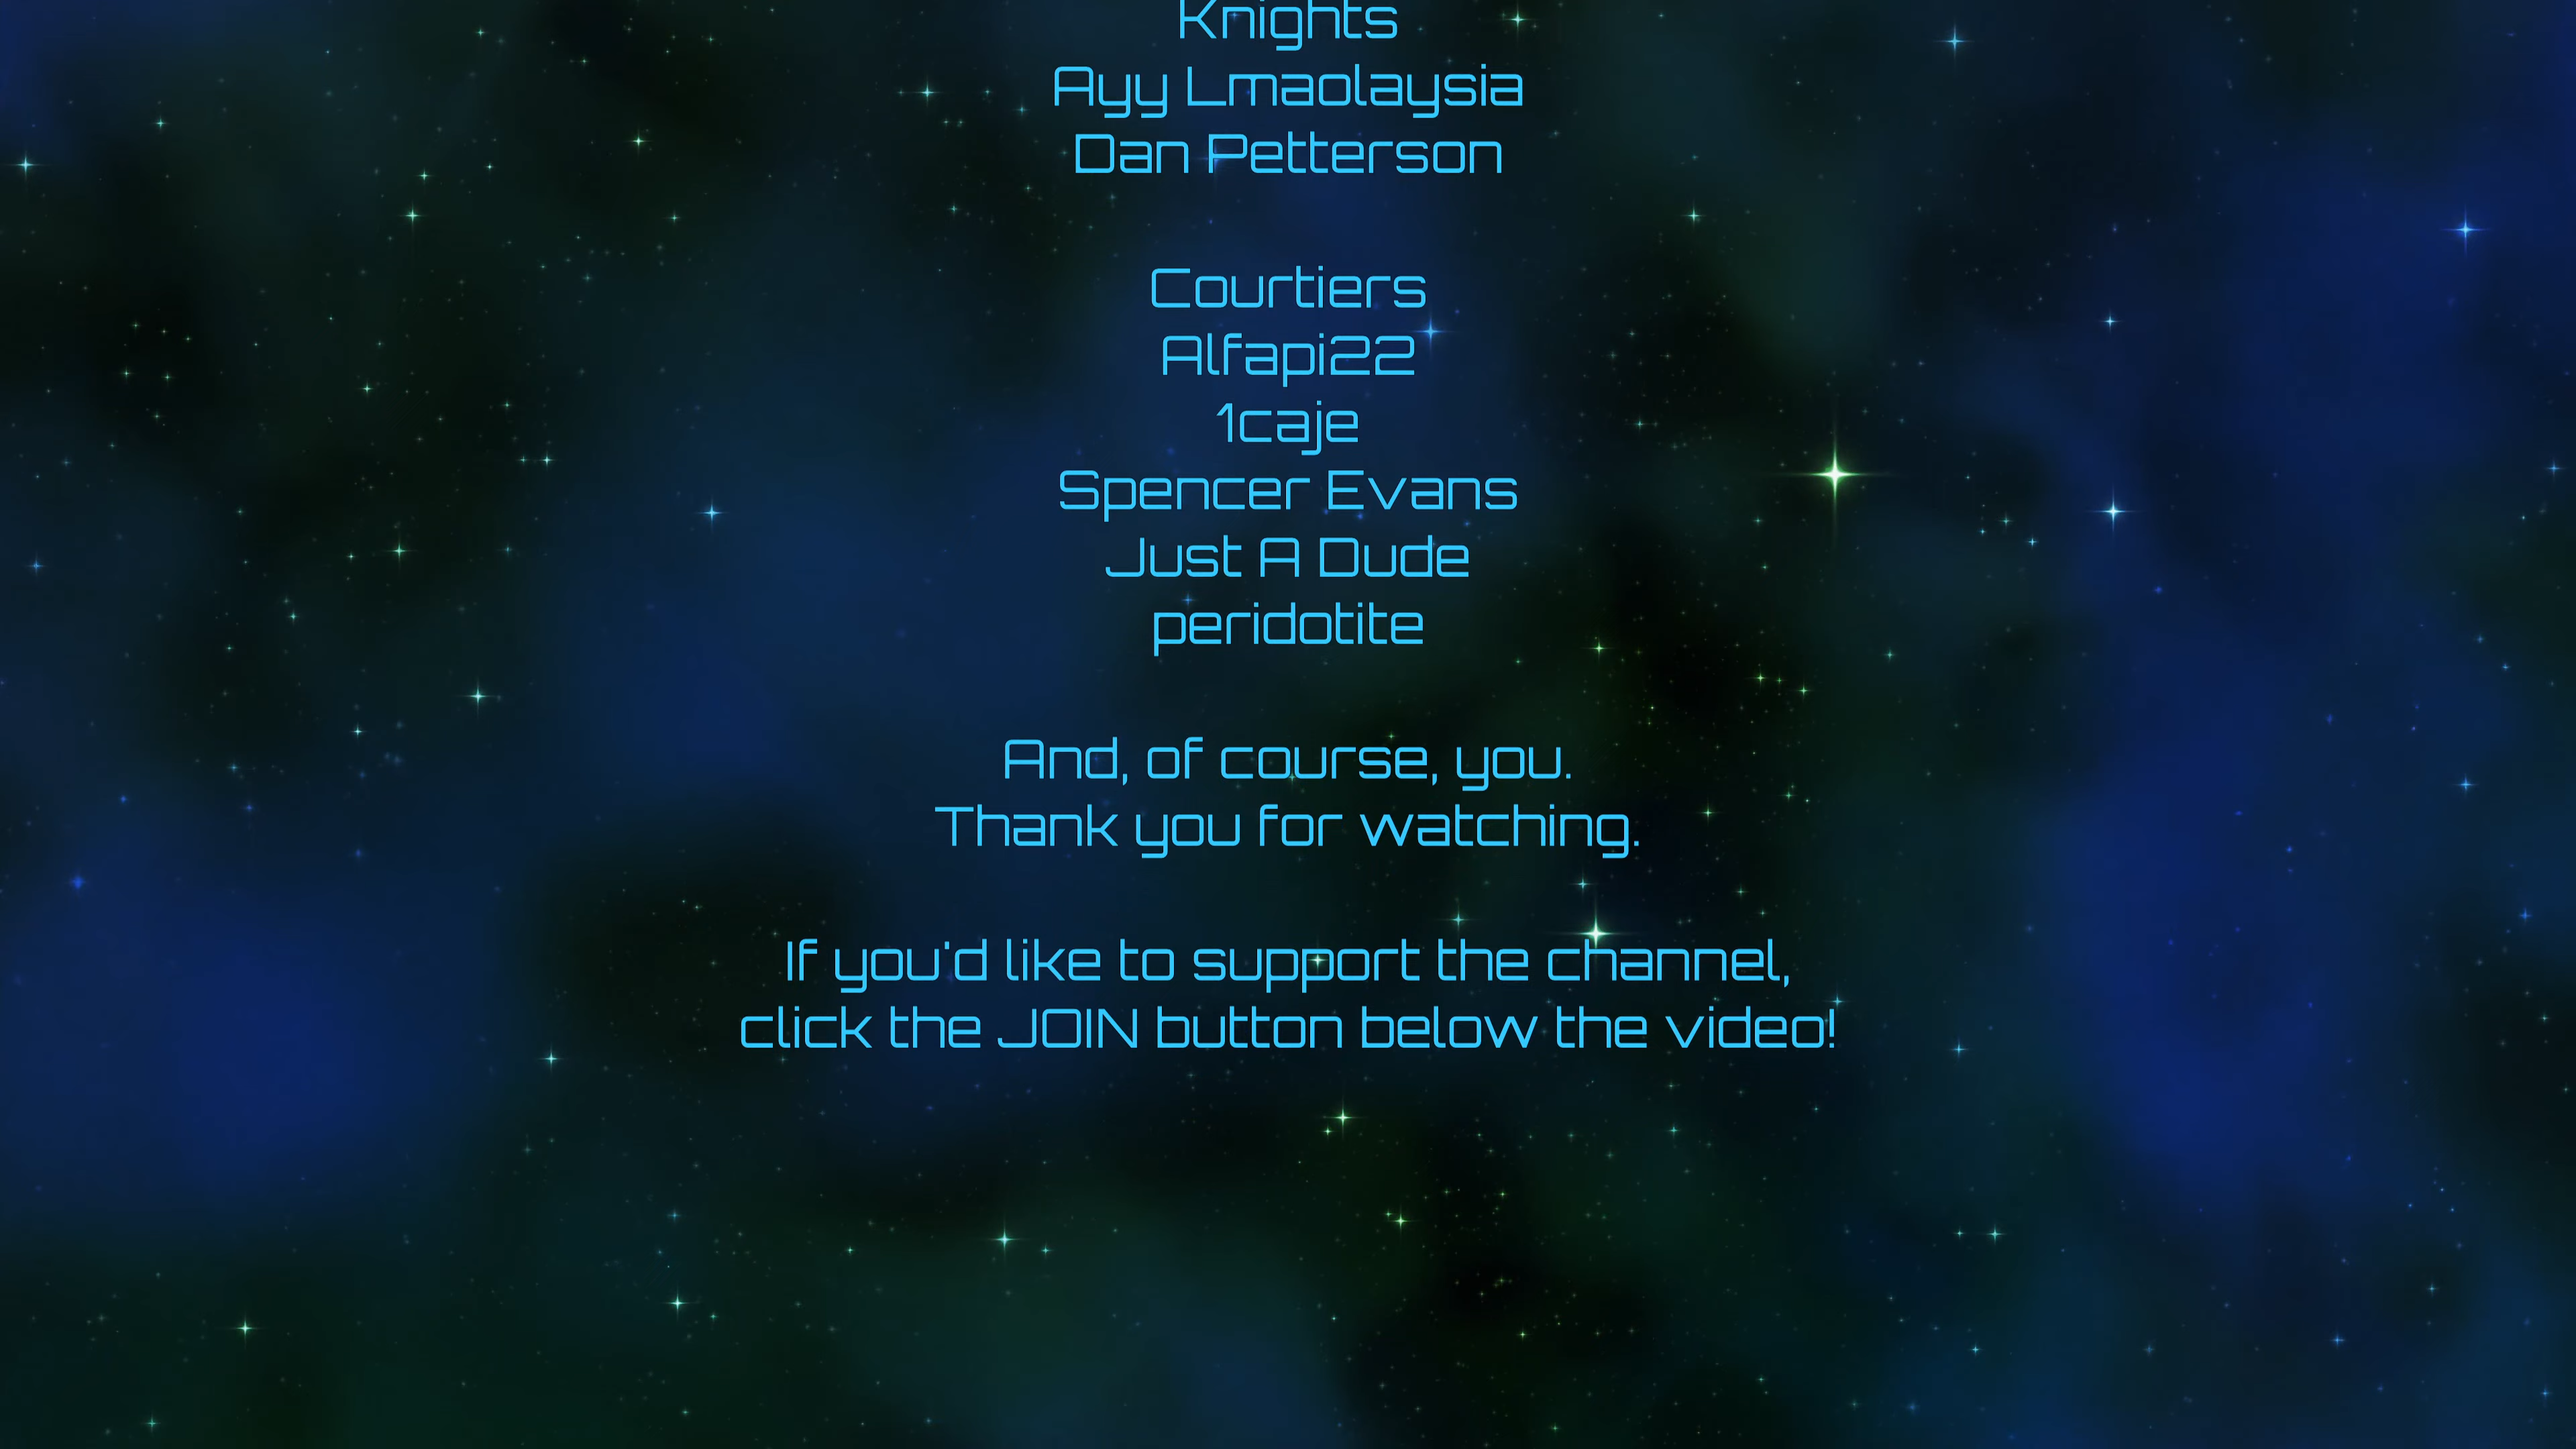 Knights
Ayy Lmaolaysia
Dan Petterson
Courtiers
Alfapi22
1caje
Spencer Evans
Just A Dude
peridotite
And, of course, you.
Thank you for watching.
If you'd like to support the channel,
click the JOIN button below the video!